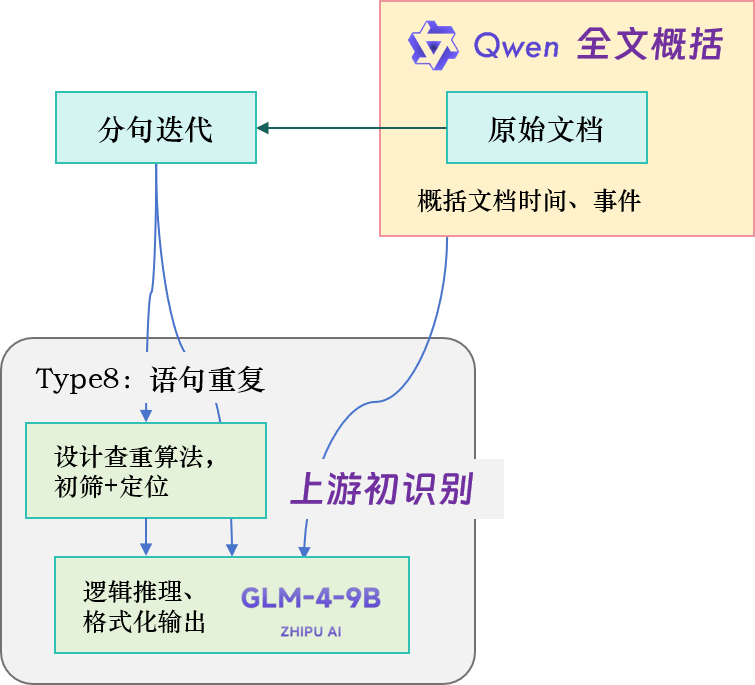 Qwen 全文概括
分句迭代
原始文档
概括文档时间、事件
Type8：语句重复
设计查重算法，
初筛+定位
上游初识别
逻辑推理、
格式化输出
GLM-4-9B
ZHIPU AI